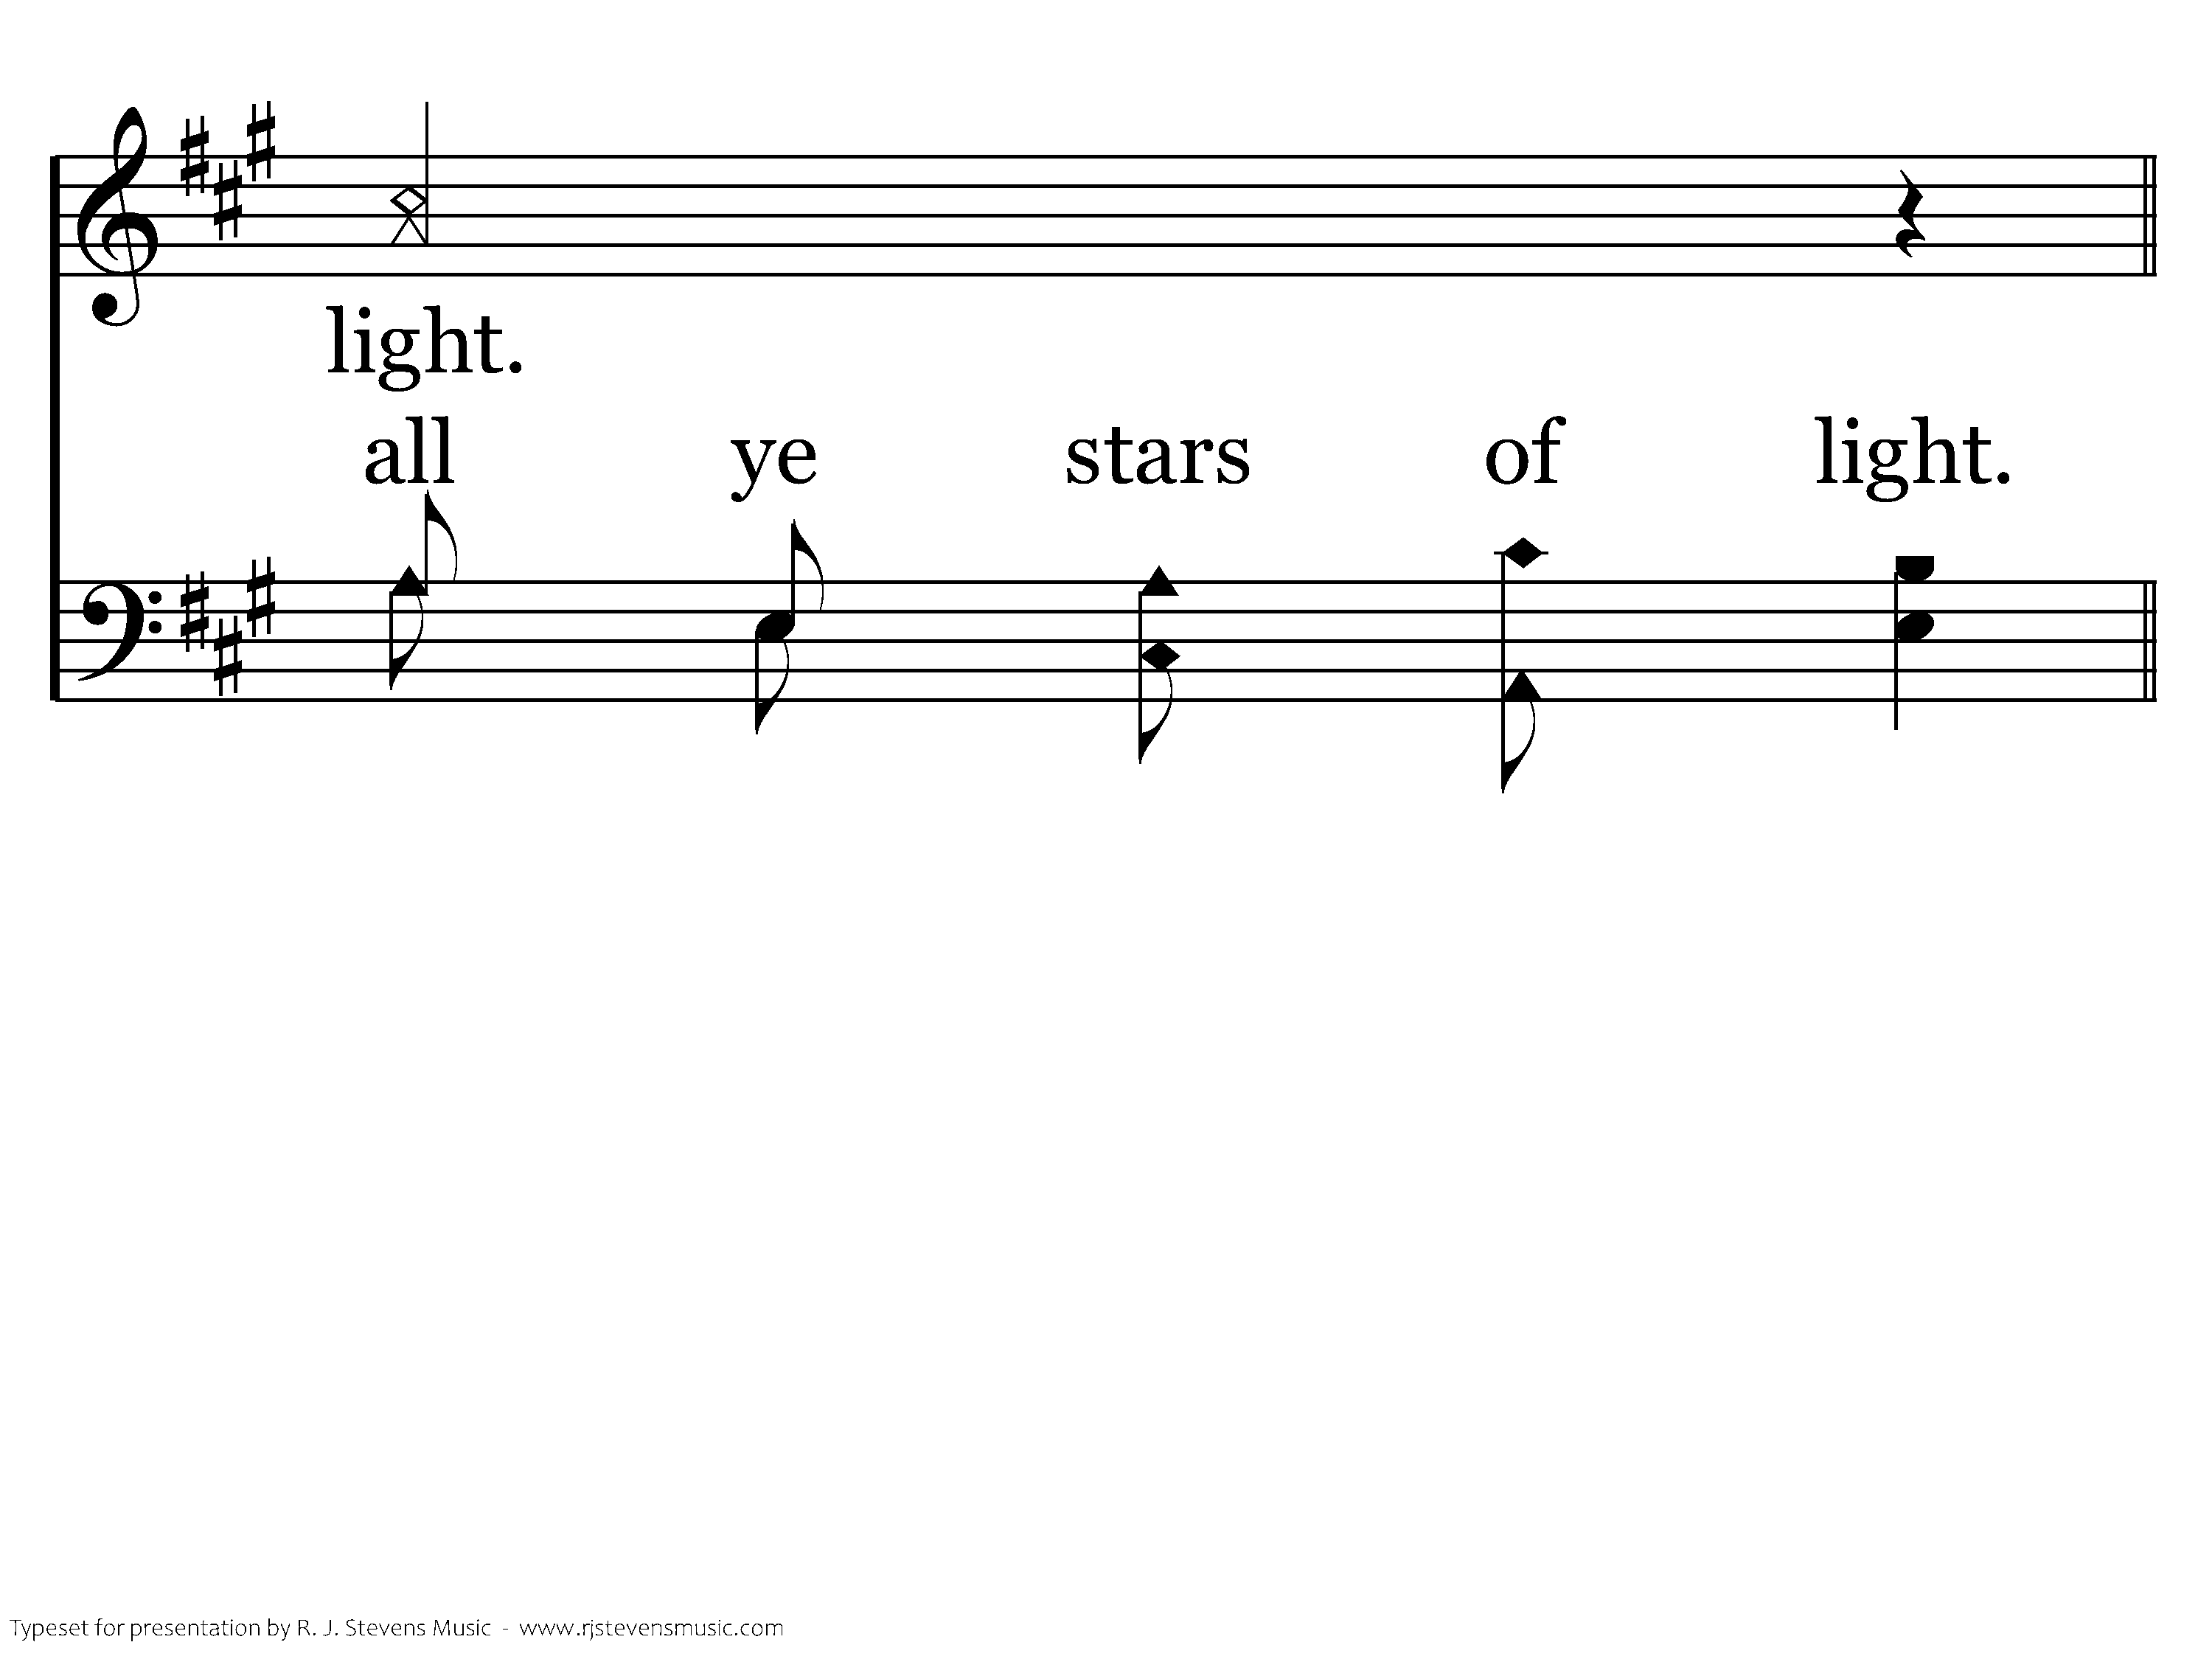 light.
all ye stars of light.
Typeset for presentation by R. J. Stevens Music - www.rjstevensmusic.com